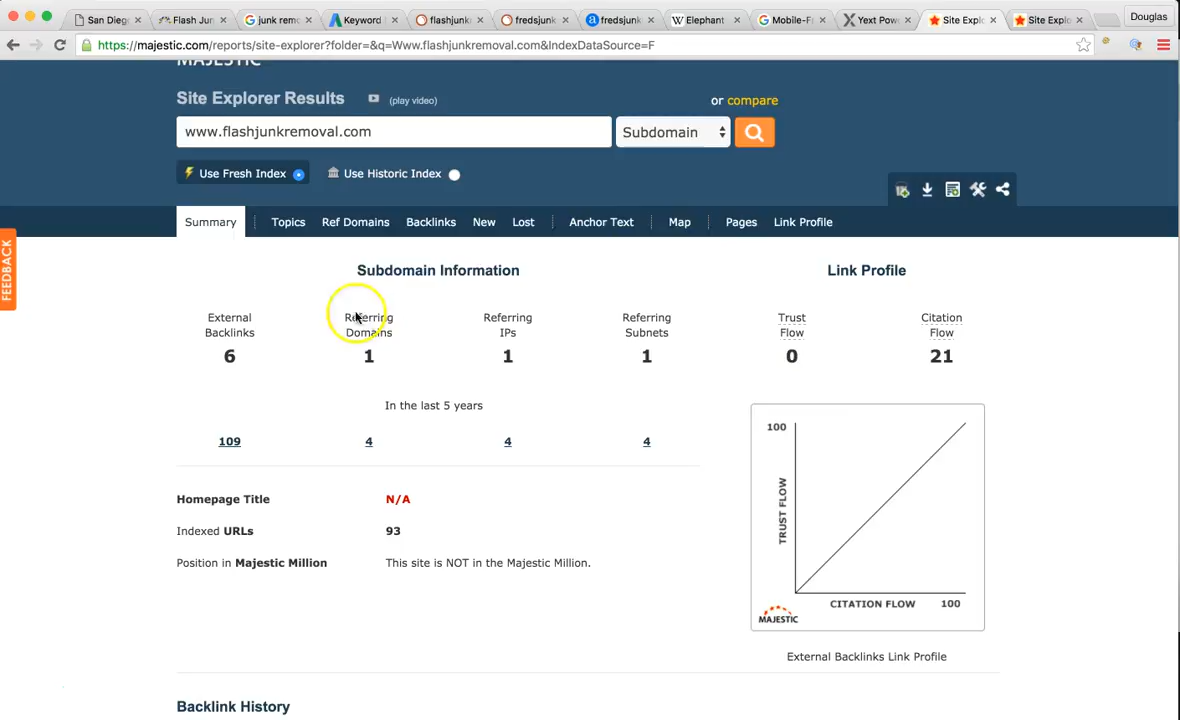 San Diego
Flash Jun
junk rem
Keyword
flashjunk
fredsjunk
fredsjunk
Elephant
Mobile-F
Yext Pow
Site Explo
Site Explo
Douglas
https://majestic.com/reports/site-explorer?folder=&q=Www.flashjunkremoval.com&IndexDataSource=F
MAJESTIC
Site Explorer Results (play video) or compare
www.flashjunkremoval.com Subdomain
Use Fresh Index Use Historic Index
Summary Topics Ref Domains Backlinks New Lost Anchor Text Map Pages Link Profile
FEEDBACK
Subdomain Information
External Backlinks
Referring Domains
Referring IPs
Referring Subnets
6 1 1 1
In the last 5 years
109 4 4 4
Homepage Title N/A
Indexed URLs 93
Position in Majestic Million This site is NOT in the Majestic Million.
Link Profile
Trust Flow
Citation Flow
0 21
100
TRUST FLOW
MAJESTIC
CITATION FLOW 100
External Backlinks Link Profile
Backlink History